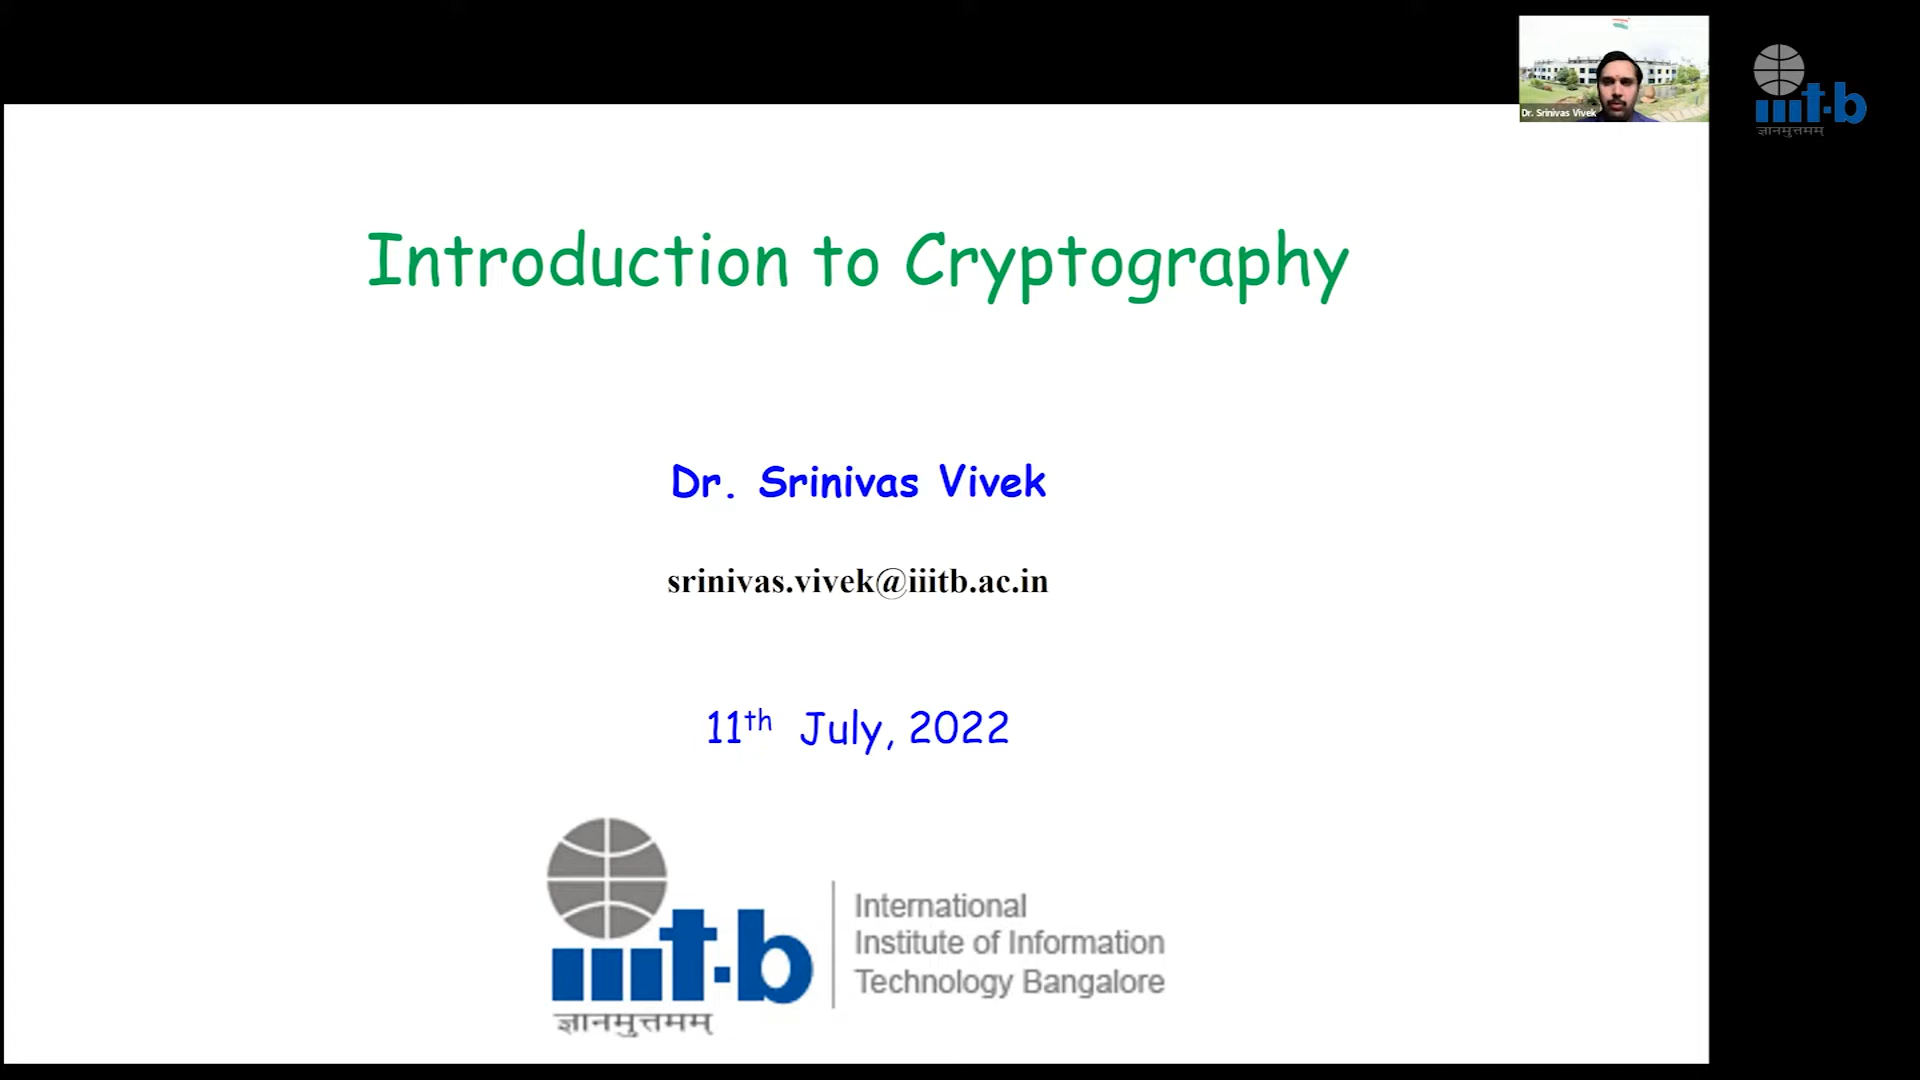 Dr. Srinivas Vivek
iiit-b
ज्ञानमुत्तमम्
Introduction to Cryptography
Dr. Srinivas Vivek
srinivas.vivek@iiitb.ac.in
11th July, 2022
iiit-b
ज्ञानमुत्तमम्
International
Institute of Information
Technology Bangalore